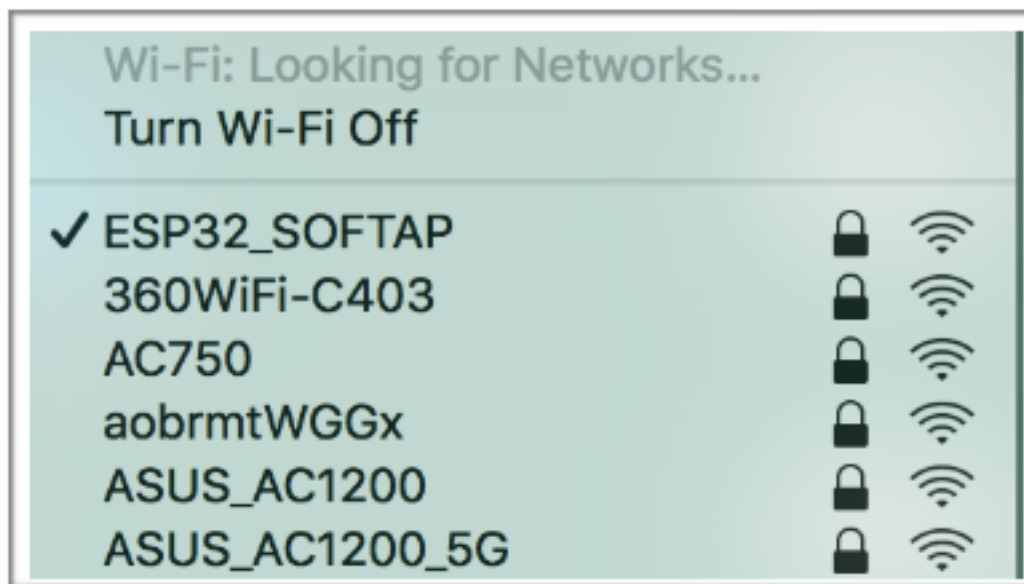 Wi-Fi: Looking for Networks...
Turn Wi-Fi Off
ESP32_SOFTAP
360WiFi-C403
AC750
aobrmtWGGx
ASUS_AC1200
ASUS_AC1200_5G